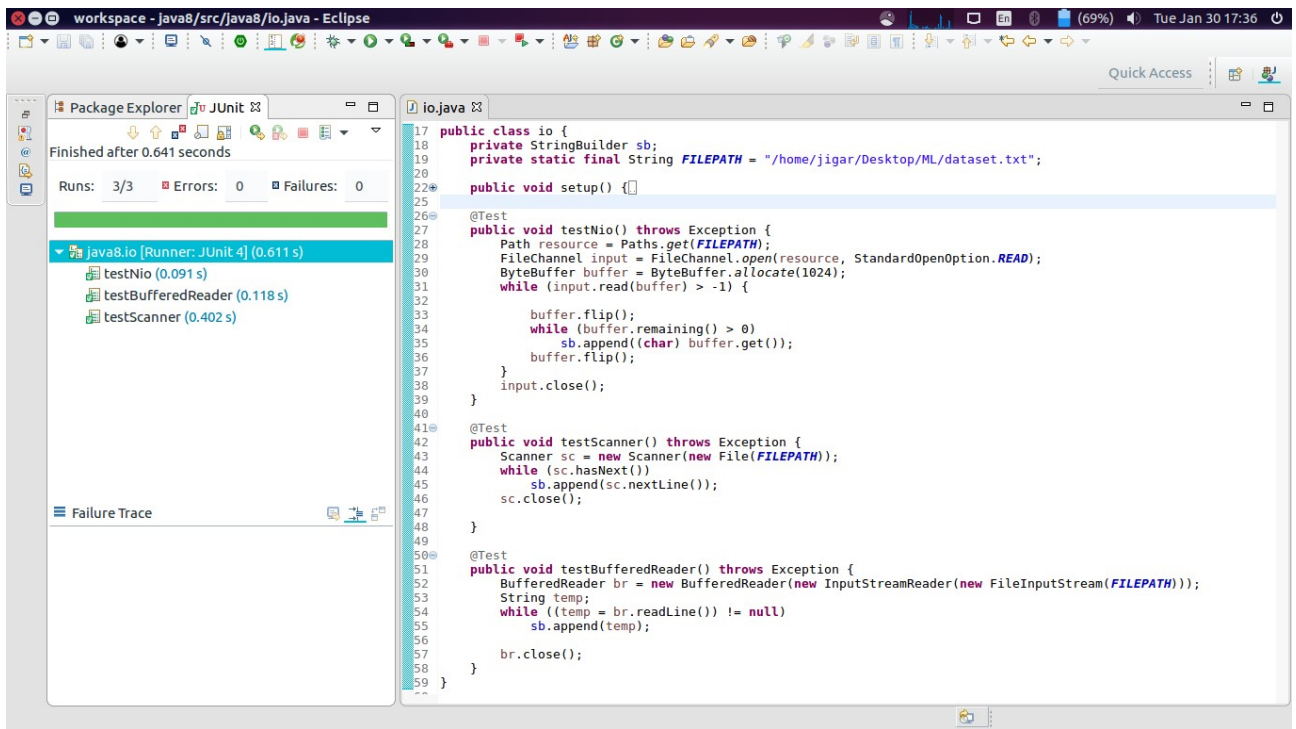 workspace - java8/src/java8/io.java - Eclipse
En (69%) Tue Jan 30 17:36
Quick Access
Package Explorer JUnit
Finished after 0.641 seconds
Runs: 3/3 Errors: 0 Failures: 0
java8.io [Runner: JUnit 4] (0.611 s)
testNio (0.091 s)
testBufferedReader (0.118 s)
testScanner (0.402 s)
Failure Trace
io.java
17 public class io {
18 private StringBuilder sb;
19 private static final String FILEPATH = "/home/jigar/Desktop/ML/dataset.txt";
20
22 public void setup() {
25
26 @Test
27 public void testNio() throws Exception {
28 Path resource = Paths.get(FILEPATH);
29 FileChannel input = FileChannel.open(resource, StandardOpenOption.READ);
30 ByteBuffer buffer = ByteBuffer.allocate(1024);
31 while (input.read(buffer) > -1) {
32
33 buffer.flip();
34 while (buffer.remaining() > 0)
35 sb.append((char) buffer.get());
36 buffer.flip();
37 }
38 input.close();
39 }
40
41 @Test
42 public void testScanner() throws Exception {
43 Scanner sc = new Scanner(new File(FILEPATH));
44 while (sc.hasNext())
45 sb.append(sc.nextLine());
46 sc.close();
47
48 }
49
50 @Test
51 public void testBufferedReader() throws Exception {
52 BufferedReader br = new BufferedReader(new InputStreamReader(new FileInputStream(FILEPATH)));
53 String temp;
54 while ((temp = br.readLine()) != null)
55 sb.append(temp);
56
57 br.close();
58 }
59 }